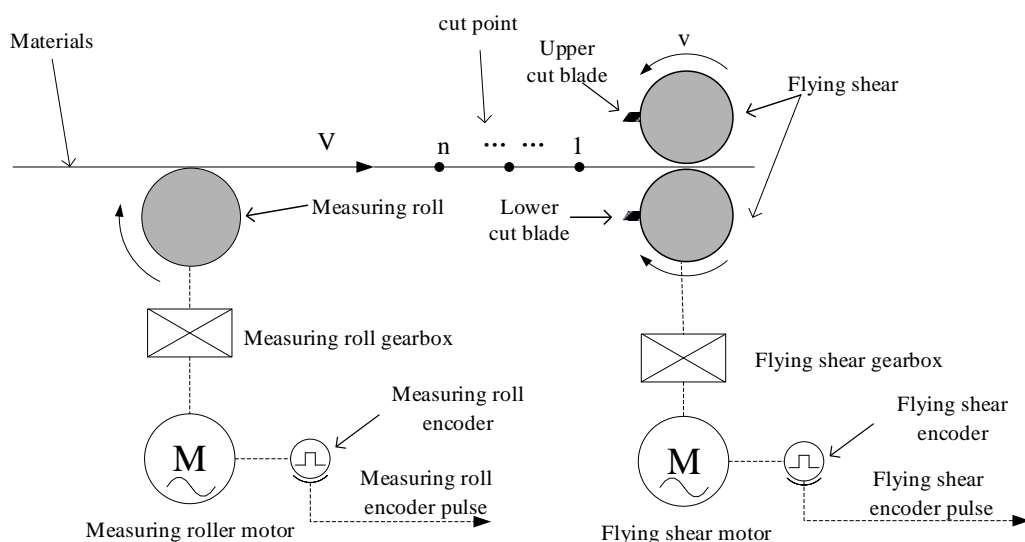 Materials
cut point
Upper
cut blade
v
Flying shear
V
n
... ...
1
Measuring roll
Lower
cut blade
Measuring roll gearbox
Flying shear gearbox
Measuring roll
encoder
Flying shear
encoder
M
M
Measuring roll
encoder pulse
Flying shear
encoder pulse
Measuring roller motor
Flying shear motor